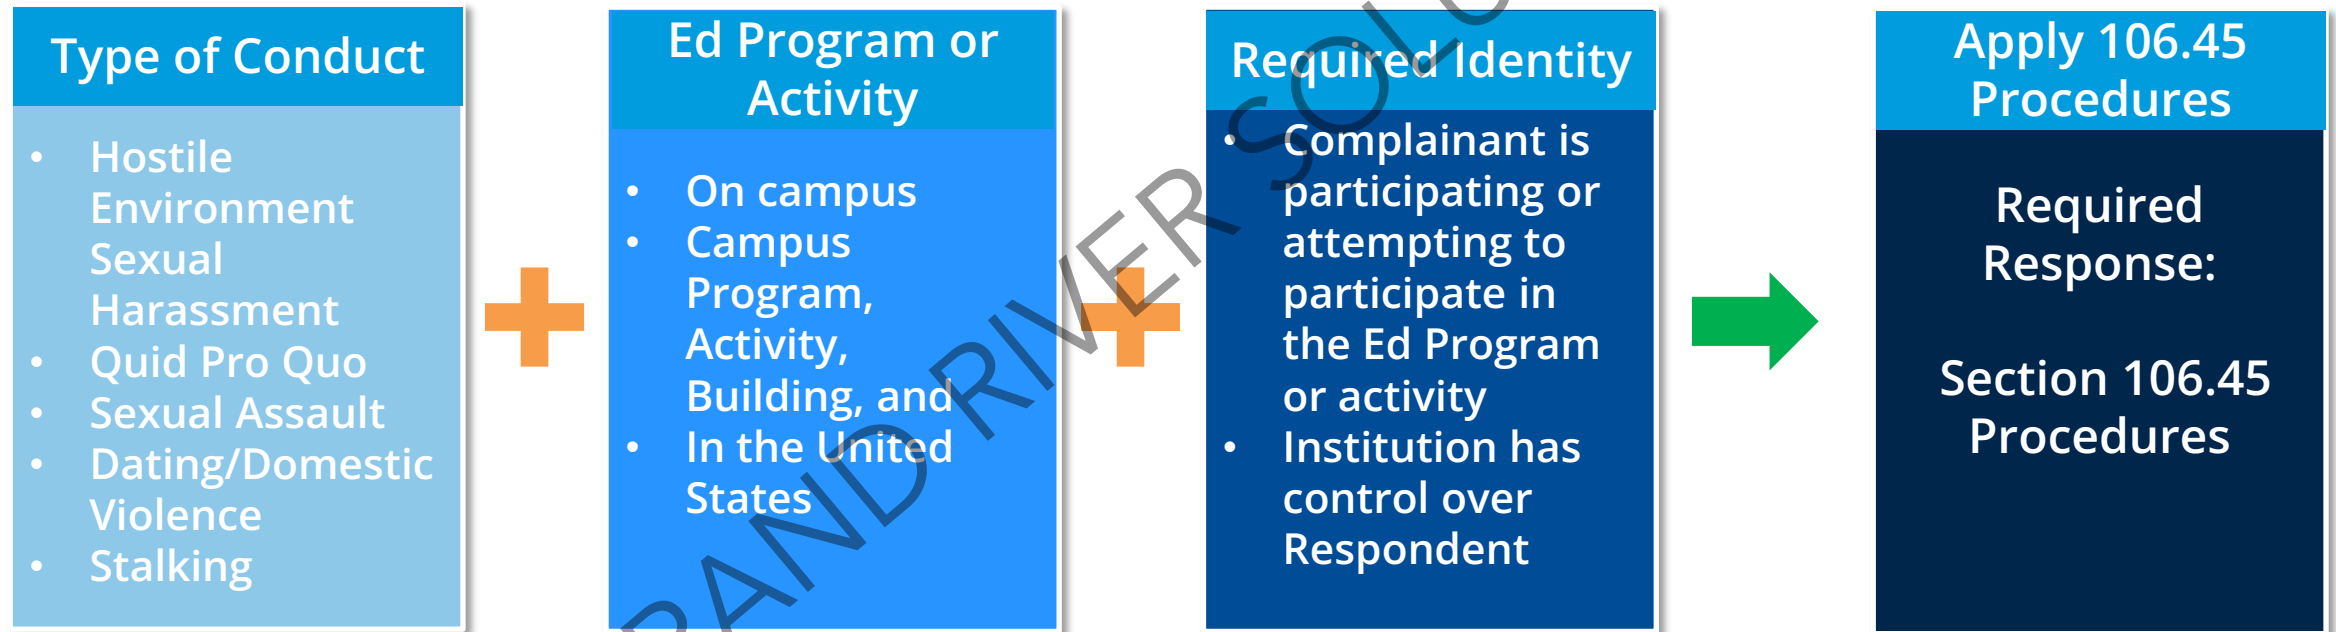 Type of Conduct
• Hostile
Environment
Sexual
Harassment
• Quid Pro Quo
• Sexual Assault
• Dating/Domestic
Violence
• Stalking
Ed Program or
Activity
• On campus
• Campus
Program,
Activity,
Building, and
• In the United
States
Required Identity
• Complainant is
participating or
attempting to
participate in
the Ed Program
or activity
• Institution has
control over
Respondent
Apply 106.45
Procedures
Required
Response:
Section 106.45
Procedures
RAND RIVER SOLU